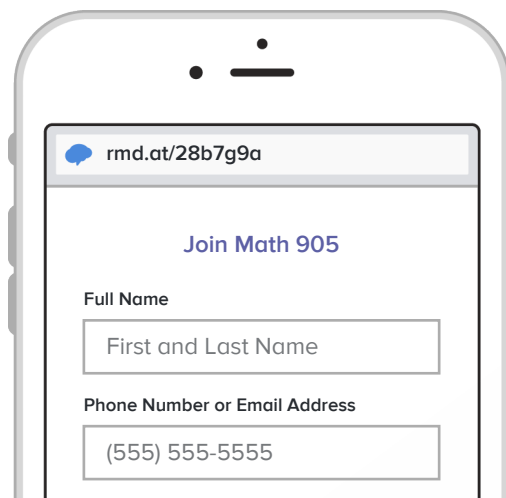 rmd.at/28b7g9a
Join Math 905
Full Name
First and Last Name
Phone Number or Email Address
(555) 555-5555